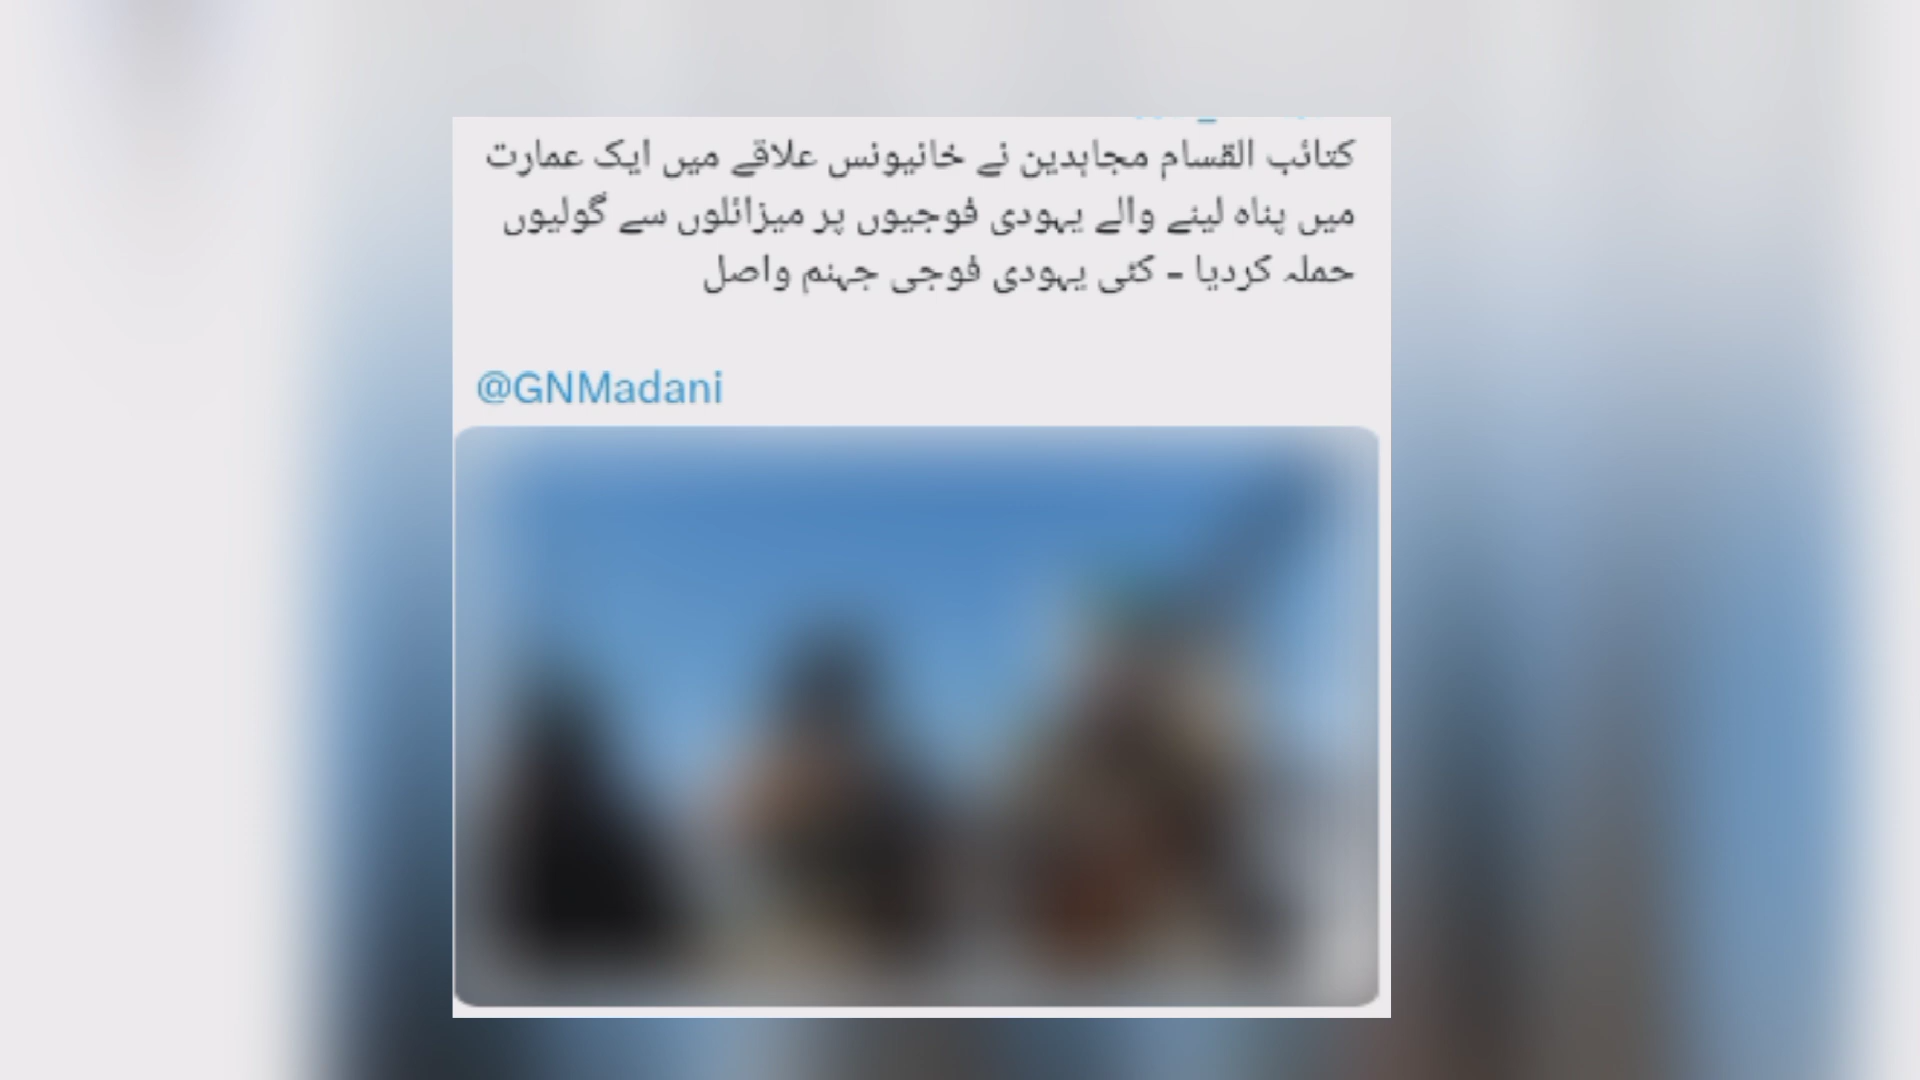 کتائب القسام مجاہدین نے خانیونس علاقے میں ایک عمارت
میں پناہ لینے والے یہودی فوجیوں پر میزائلوں سے گولیوں
حملہ کردیا - کئی یہودی فوجی جہنم واصل
@GNMadani